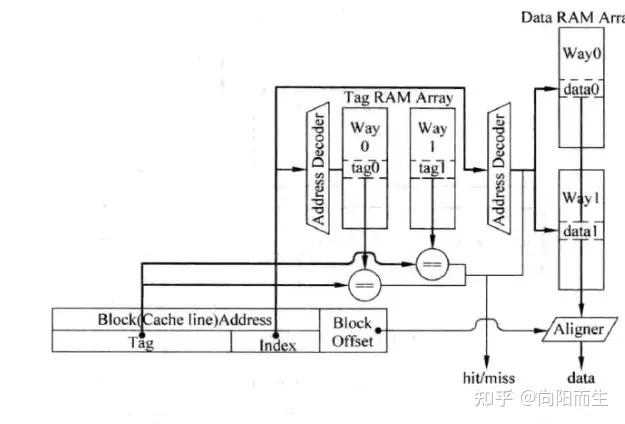 Data RAM Arra
Way0
data0
Tag RAM Array
Address Decoder
Way
0
tag0
Way
1
tag1
Address Decoder
Way1
data1
==
==
Block(Cache line)Address
Tag
Index
Block
Offset
Aligner
hit/miss
data
知乎 @向阳而生